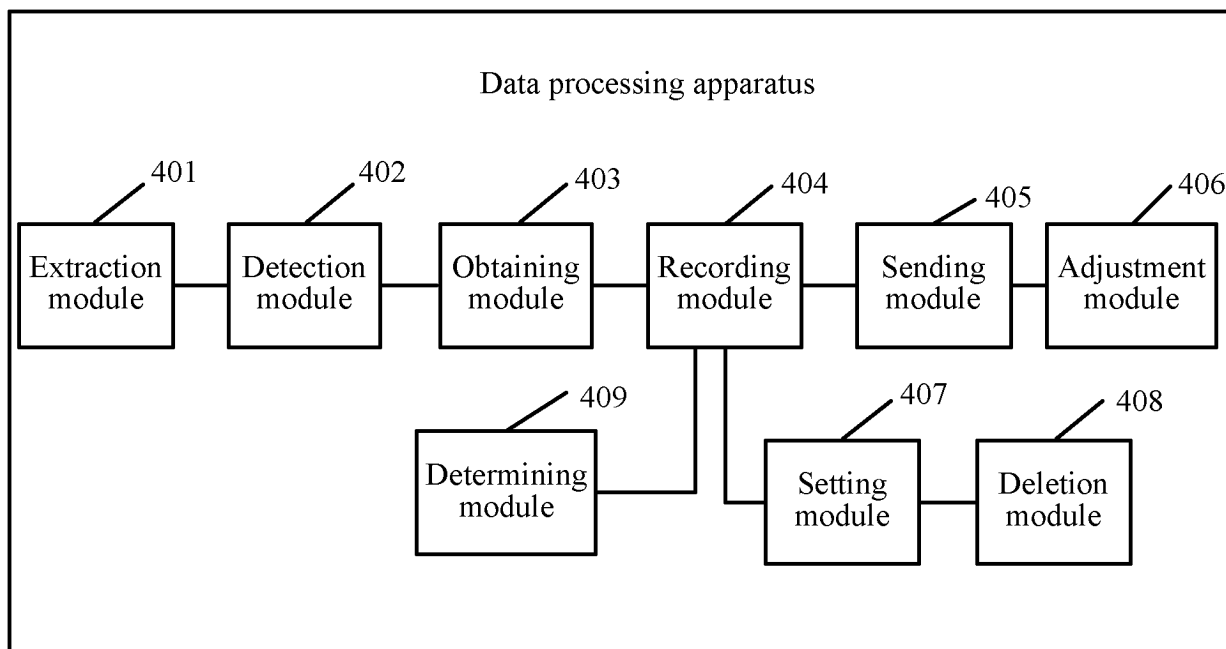 Data processing apparatus
401
402
403
404
405
406
Extraction
module
Detection
module
Obtaining
module
Recording
module
Sending
module
Adjustment
module
409
407
408
Determining
module
Setting
module
Deletion
module